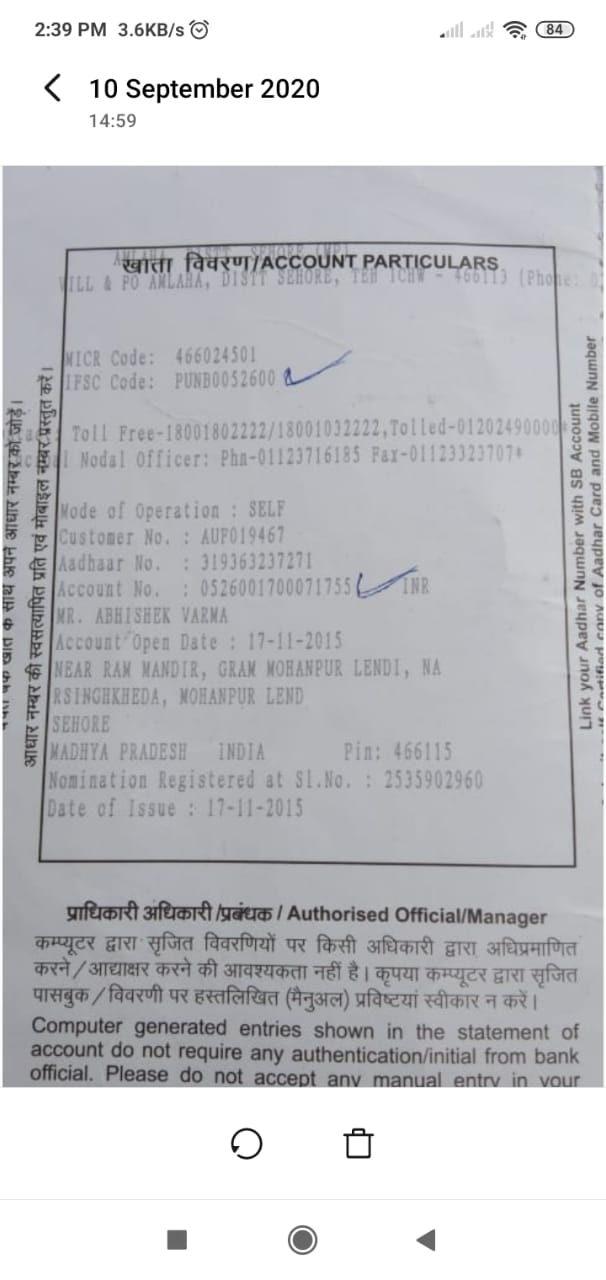 2:39 PM 3.6KB/s
84
10 September 2020
14:59
खाता विवरण/ACCOUNT PARTICULARS
VILL & PO AMLAHA, DISTT SEHORE, TEH ICHW - 466113 (Phone:
MICR Code: 466024501
IFSC Code: PUNB0052600
Toll Free-18001802222/18001032222,Tolled-01202490000
Nodal Officer: Phn-01123716185 Fax-01123323707*
Mode of Operation : SELF
Customer No. : AUF019467
Aadhaar No. : 319363237271
Account No. : 0526001700071755 INR
MR. ABHISHEK VARMA
Account Open Date : 17-11-2015
NEAR RAM MANDIR, GRAM MOHANPUR LENDI, NA
RSINGHKHEDA, MOHANPUR LEND
SEHORE
MADHYA PRADESH INDIA Pin: 466115
Nomination Registered at Sl.No. : 2535902960
Date of Issue : 17-11-2015
के साथ अपने आधार नम्बर को जोड़ें।
आधार नम्बर की स्वसत्यापित प्रति एवं मोबाइल नम्बर प्रस्तुत करें।
Link your Aadhar Number with SB Account
copy of Aadhar Card and Mobile Number
प्राधिकारी अधिकारी/प्रबंधक / Authorised Official/Manager
कम्प्यूटर द्वारा सृजित विवरणियों पर किसी अधिकारी द्वारा अधिप्रमाणित
करने/आद्याक्षर करने की आवश्यकता नहीं है। कृपया कम्प्यूटर द्वारा सृजित
पासबुक/विवरणी पर हस्तलिखित (मैनुअल) प्रविष्टयां स्वीकार न करें।
Computer generated entries shown in the statement of
account do not require any authentication/initial from bank
official. Please do not accept any manual entry in your